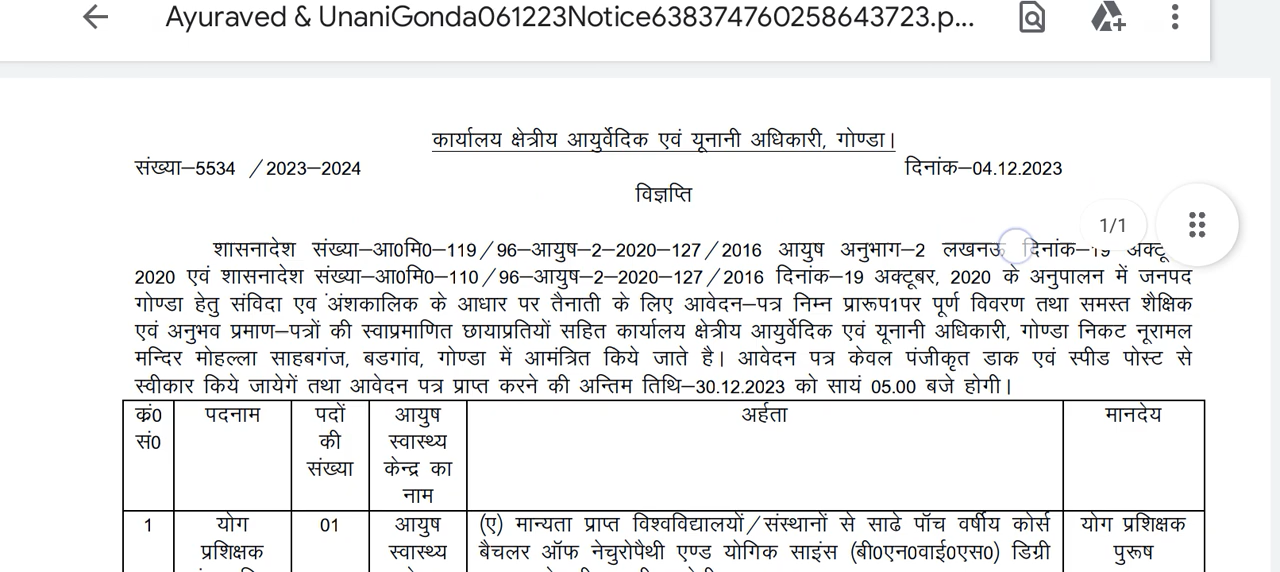 Ayuraved & UnaniGonda061223Notice638374760258643723.p...
कार्यालय क्षेत्रीय आयुर्वेदिक एवं यूनानी अधिकारी, गोण्डा।
संख्या–5534 /2023–2024 दिनांक–04.12.2023
विज्ञप्ति
1/1
शासनादेश संख्या–आ0मि0–119/96–आयुष–2–2020–127/2016 आयुष अनुभाग–2 लखनऊ दिनांक–19
2020 एवं शासनादेश संख्या–आ0मि0–110/96–आयुष–2–2020–127/2016 दिनांक–19 अक्टूबर, 2020 के अनुपालन में जनपद
गोण्डा हेतु संविदा एवं अंशकालिक के आधार पर तैनाती के लिए आवेदन–पत्र निम्न प्रारूप1पर पूर्ण विवरण तथा समस्त शैक्षिक
एवं अनुभव प्रमाण–पत्रों की स्वाप्रमाणित छायाप्रतियों सहित कार्यालय क्षेत्रीय आयुर्वेदिक एवं यूनानी अधिकारी, गोण्डा निकट नूरामल
मन्दिर मोहल्ला साहबगंज, बडगांव, गोण्डा में आमंत्रित किये जाते है। आवेदन पत्र केवल पंजीकृत डाक एवं स्पीड पोस्ट से
स्वीकार किये जायेगें तथा आवेदन पत्र प्राप्त करने की अन्तिम तिथि–30.12.2023 को सायं 05.00 बजे होगी।
कं0 पदनाम पदों आयुष अर्हता मानदेय
सं0 की स्वास्थ्य
संख्या केन्द्र का
नाम
1 योग 01 आयुष (ए) मान्यता प्राप्त विश्वविद्यालयों/संस्थानों से साढे पॉच वर्षीय कोर्स योग प्रशिक्षक
प्रशिक्षक स्वास्थ्य बैचलर ऑफ नेचुरोपैथी एण्ड योगिक साइंस (बी0एन0वाई0एस0) डिग्री पुरूष